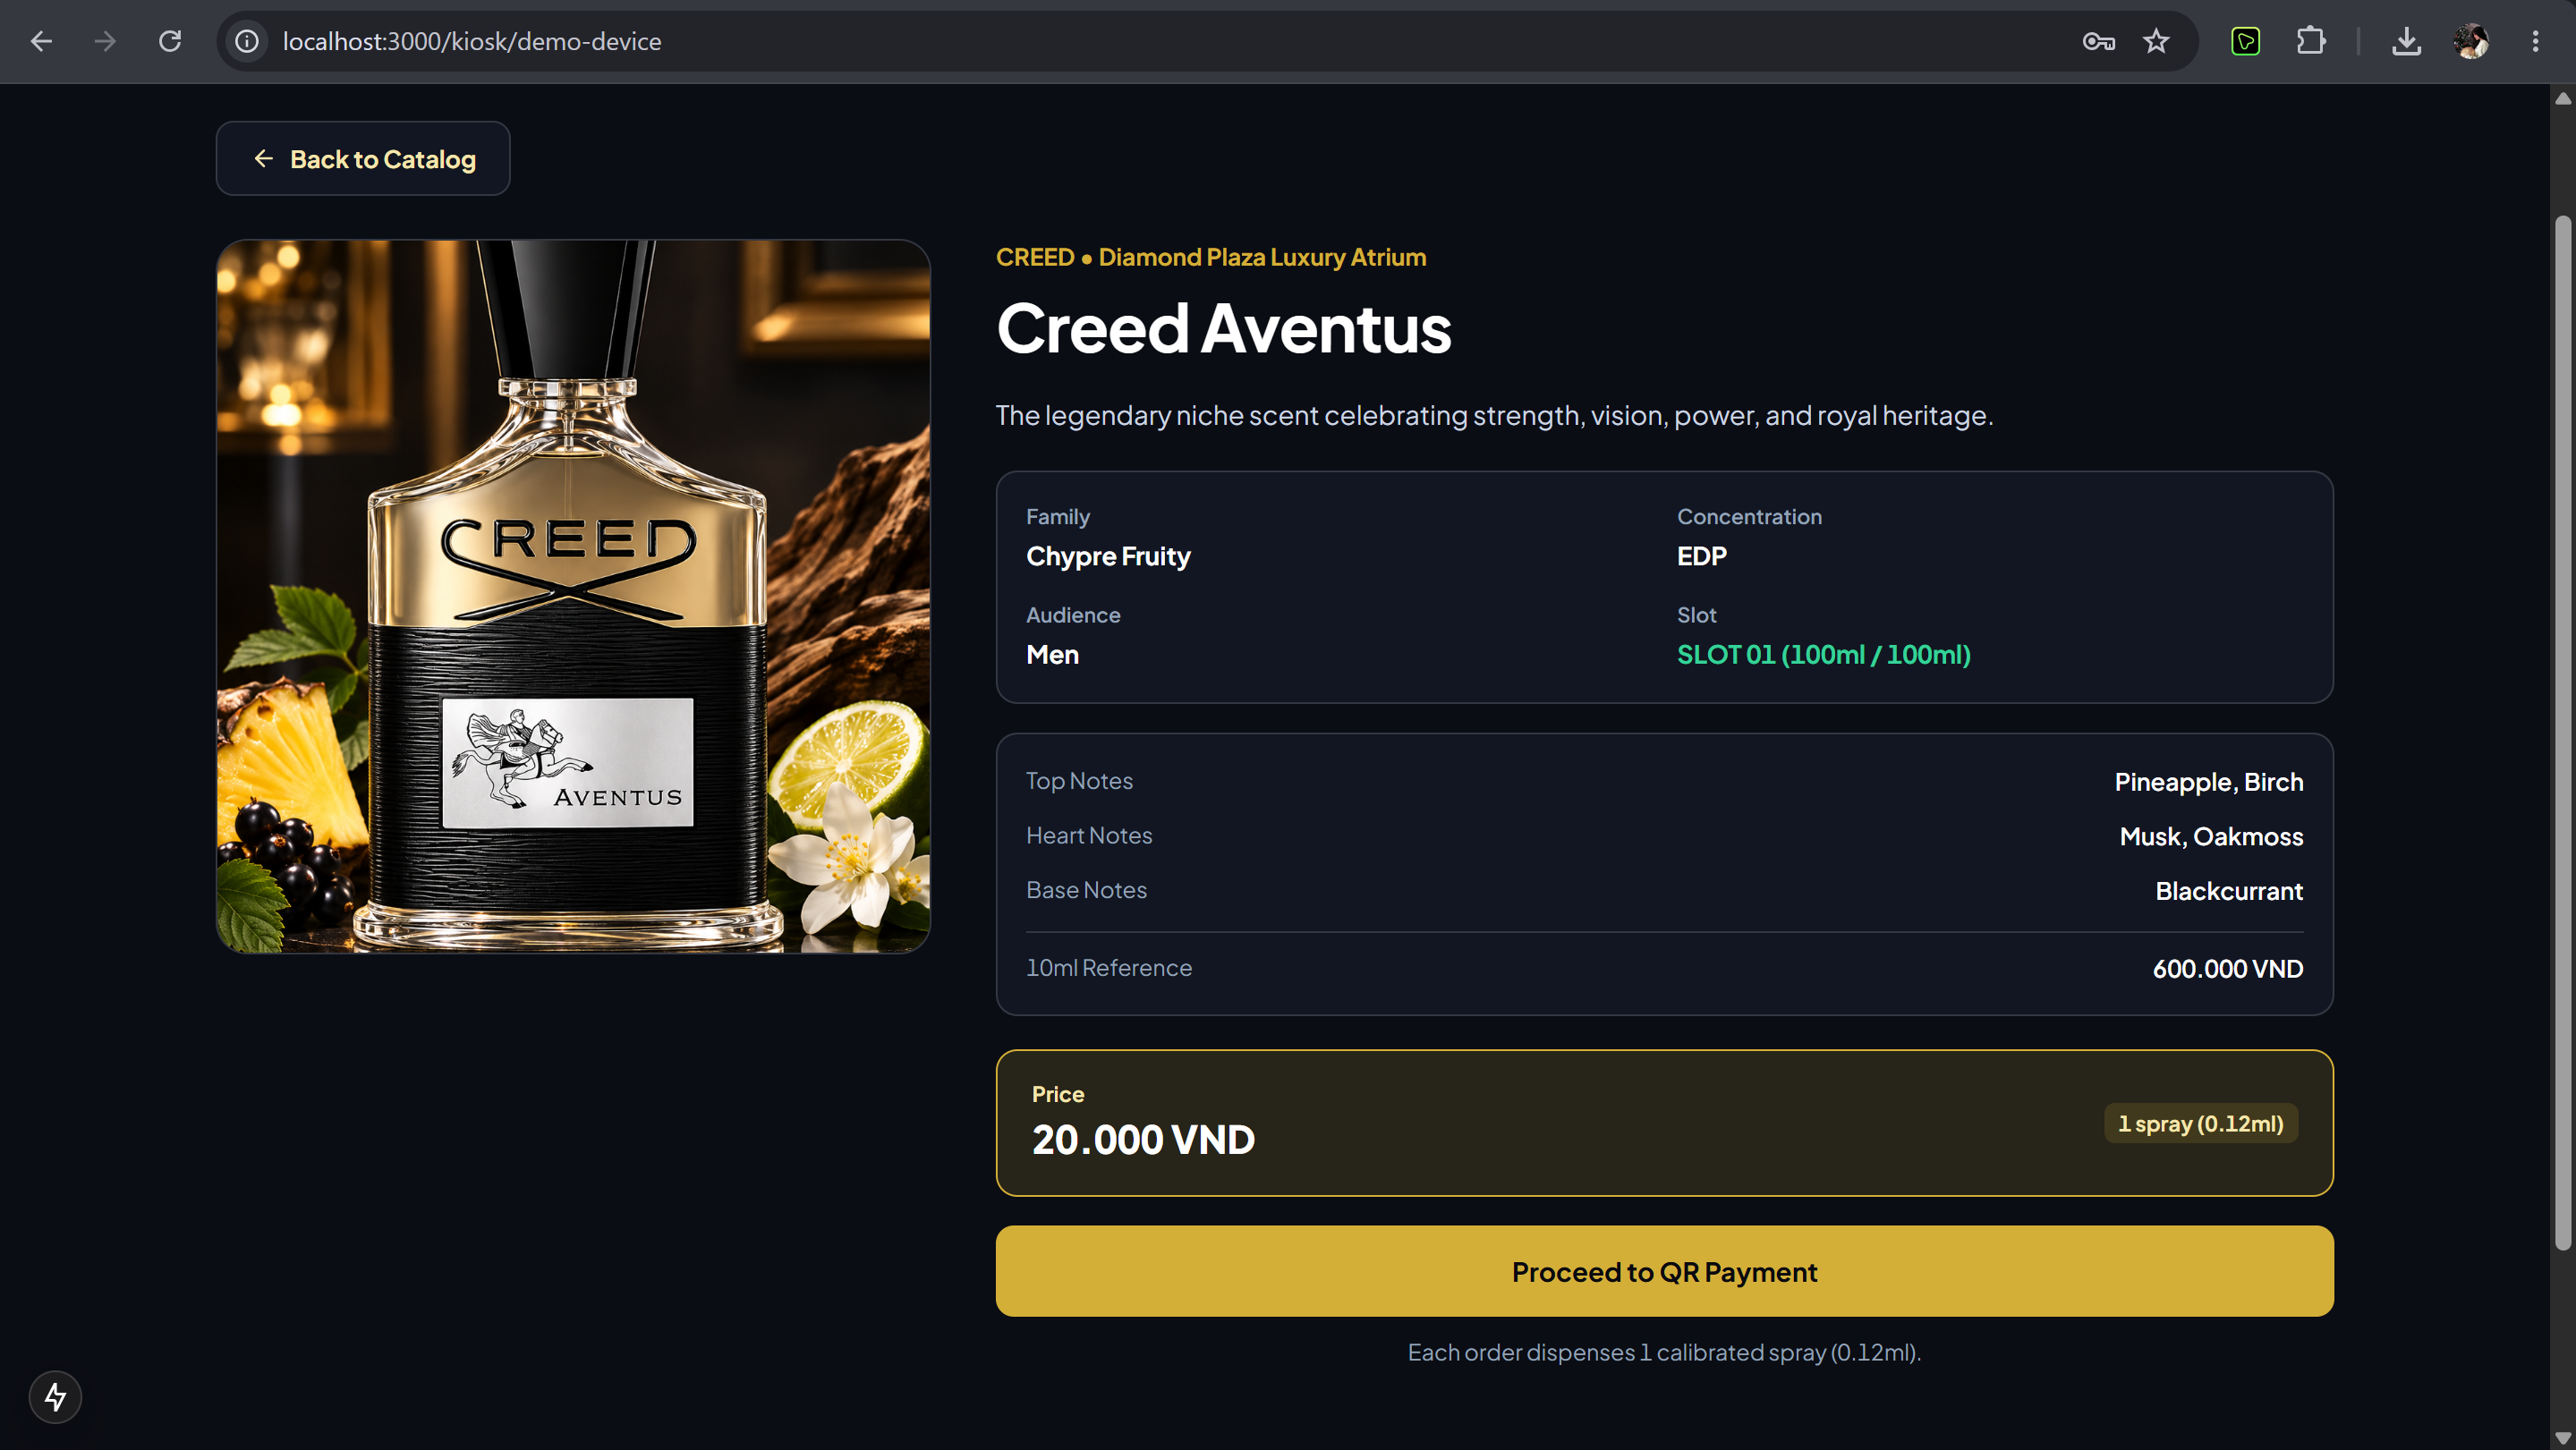 localhost:3000/kiosk/demo-device
← Back to Catalog
CREED
AVENTUS
CREED • Diamond Plaza Luxury Atrium
Creed Aventus
The legendary niche scent celebrating strength, vision, power, and royal heritage.
Family
Chypre Fruity
Concentration
EDP
Audience
Men
Slot
SLOT 01 (100ml / 100ml)
Top Notes Pineapple, Birch
Heart Notes Musk, Oakmoss
Base Notes Blackcurrant
10ml Reference 600.000 VND
Price
20.000 VND
1 spray (0.12ml)
Proceed to QR Payment
Each order dispenses 1 calibrated spray (0.12ml).